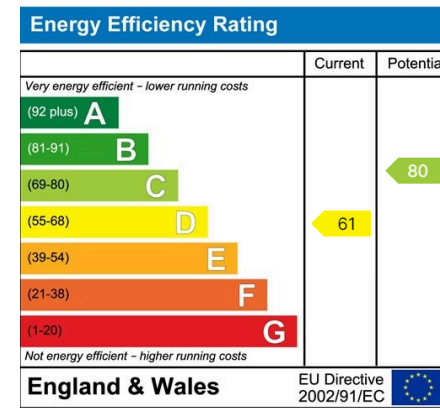 Energy Efficiency Rating
Current Potentia
Very energy efficient – lower running costs
(92 plus) A
(81-91) B
(69-80) C
80
(55-68) D
61
(39-54) E
(21-38) F
(1-20) G
Not energy efficient – higher running costs
England & Wales
EU Directive
2002/91/EC